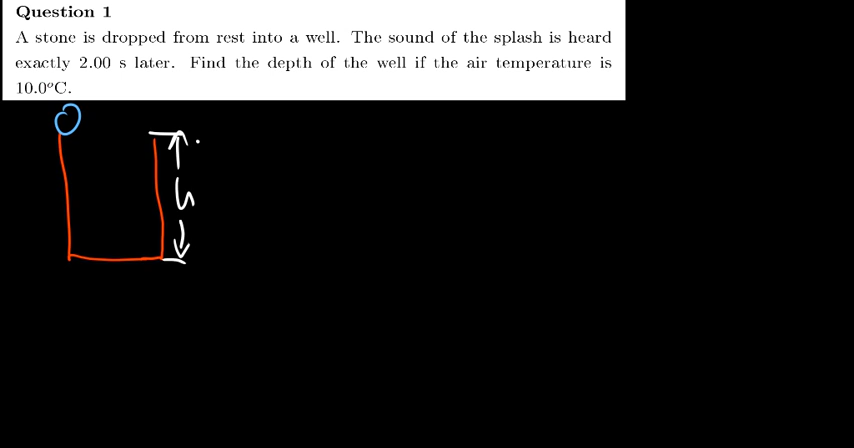 Question 1
A stone is dropped from rest into a well. The sound of the splash is heard
exactly 2.00 s later. Find the depth of the well if the air temperature is
10.0°C.
h